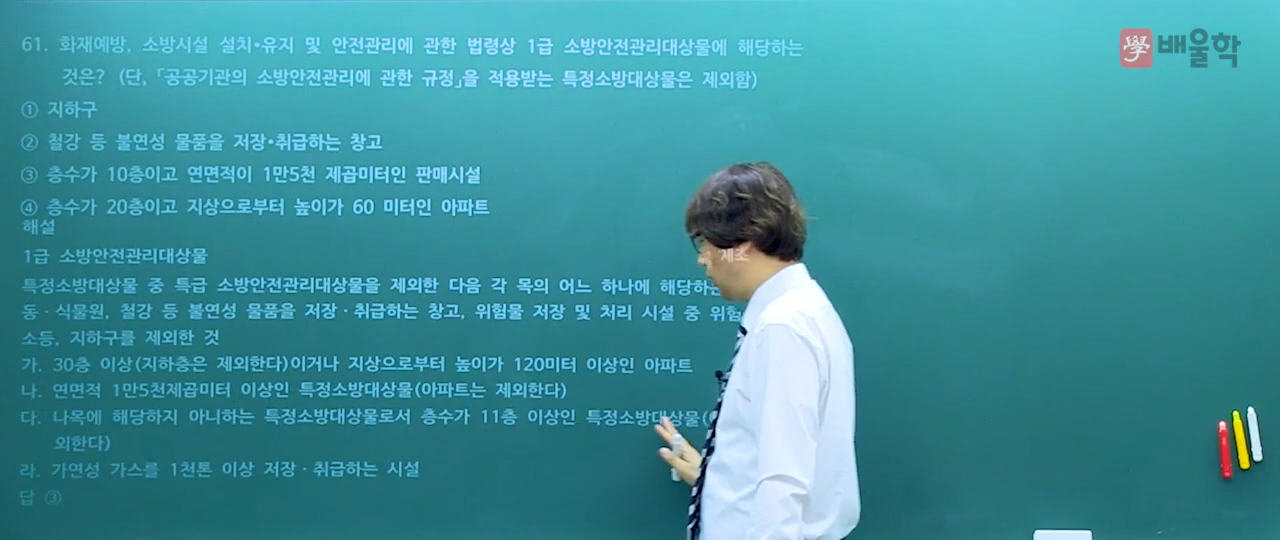 學 배울학
61. 화재예방, 소방시설 설치•유지 및 안전관리에 관한 법령상 1급 소방안전관리대상물에 해당하는
것은? (단, 「공공기관의 소방안전관리에 관한 규정」을 적용받는 특정소방대상물은 제외함)
① 지하구
② 철강 등 불연성 물품을 저장•취급하는 창고
③ 층수가 10층이고 연면적이 1만5천 제곱미터인 판매시설
④ 층수가 20층이고 지상으로부터 높이가 60 미터인 아파트
해설
1급 소방안전관리대상물
특정소방대상물 중 특급 소방안전관리대상물을 제외한 다음 각 목의 어느 하나에 해당하는
동ㆍ식물원, 철강 등 불연성 물품을 저장ㆍ취급하는 창고, 위험물 저장 및 처리 시설 중 위험 제조
소등, 지하구를 제외한 것
가. 30층 이상(지하층은 제외한다)이거나 지상으로부터 높이가 120미터 이상인 아파트
나. 연면적 1만5천제곱미터 이상인 특정소방대상물(아파트는 제외한다)
다. 나목에 해당하지 아니하는 특정소방대상물로서 층수가 11층 이상인 특정소방대상물(
외한다)
라. 가연성 가스를 1천톤 이상 저장ㆍ취급하는 시설
답 ③